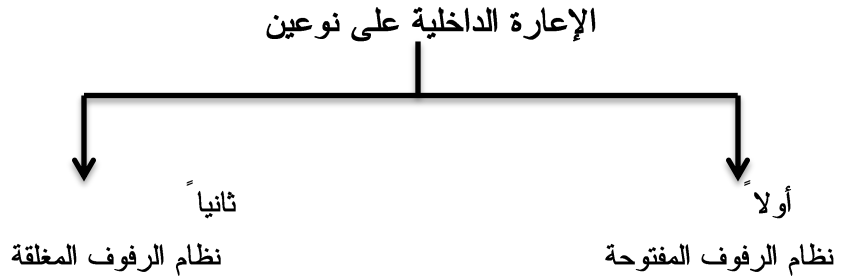 الإعارة الداخلية على نوعين
أولاً
نظام الرفوف المفتوحة
ثانياً
نظام الرفوف المغلقة